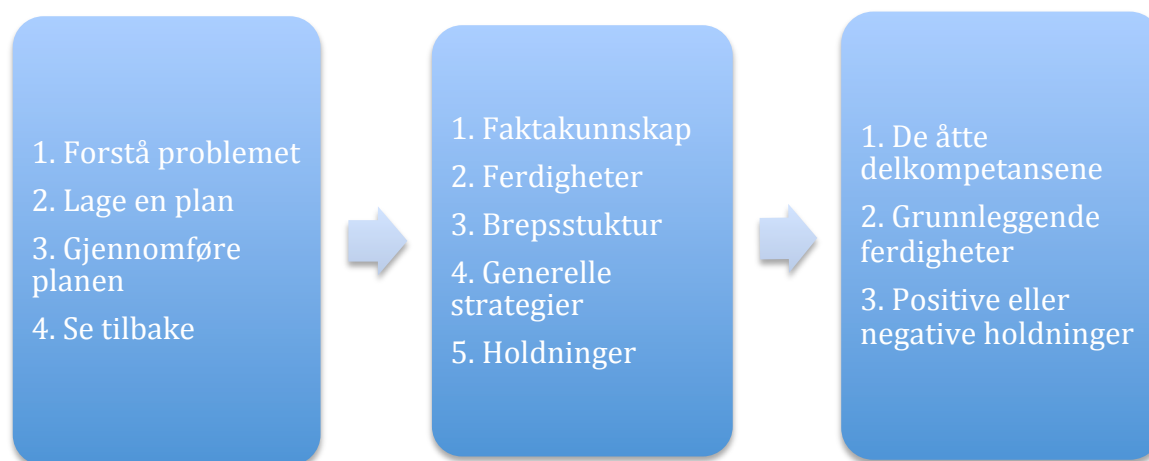 1. Forstå problemet
2. Lage en plan
3. Gjennomføre
planen
4. Se tilbake
1. Faktakunnskap
2. Ferdigheter
3. Brepsstuktur
4. Generelle
strategier
5. Holdninger
1. De åtte
delkompetansene
2. Grunnleggende
ferdigheter
3. Positive eller
negative holdninger